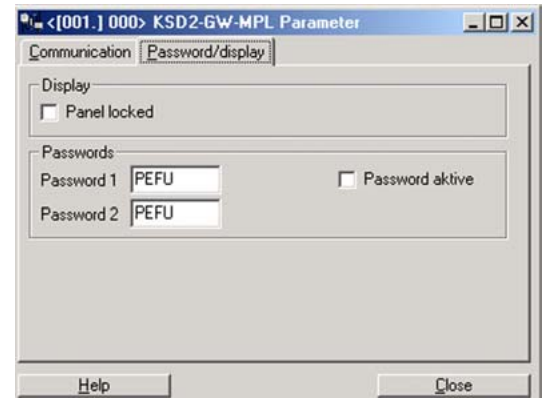 <[001.] 000> KSD2-GW-MPL Parameter
Communication Password/display
Display
Panel locked
Passwords
Password 1 PEFU Password aktive
Password 2 PEFU
Help Close